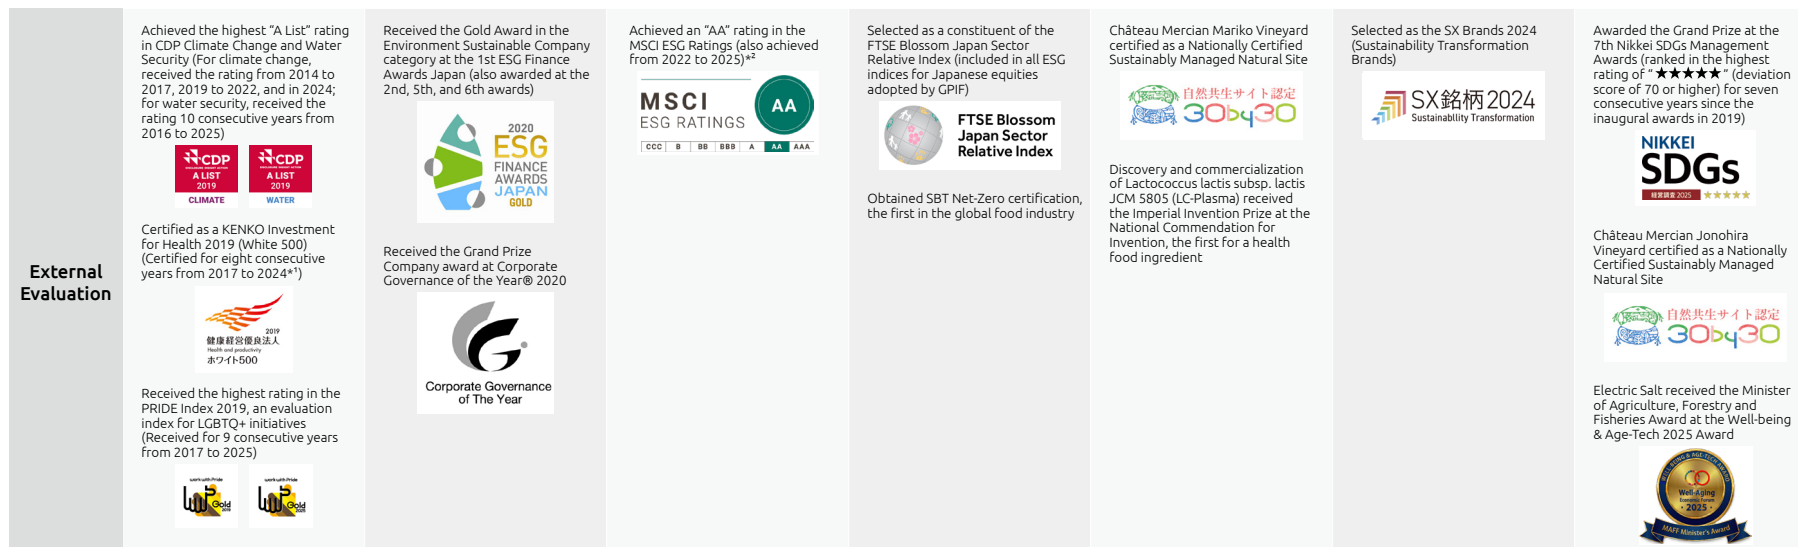 External
Evaluation
Achieved the highest “A List” rating
in CDP Climate Change and Water
Security (For climate change,
received the rating from 2014 to
2017, 2019 to 2022, and in 2024;
for water security, received the
rating 10 consecutive years from
2016 to 2025)
CDP
A LIST
2019
CLIMATE
CDP
A LIST
2019
WATER
Certified as a KENKO Investment
for Health 2019 (White 500)
(Certified for eight consecutive
years from 2017 to 2024*¹)
2019
健康経営優良法人
Health and productivity
ホワイト500
Received the highest rating in the
PRIDE Index 2019, an evaluation
index for LGBTQ+ initiatives
(Received for 9 consecutive years
from 2017 to 2025)
work with Pride
Gold
2019
work with Pride
Gold
2025
Received the Gold Award in the
Environment Sustainable Company
category at the 1st ESG Finance
Awards Japan (also awarded at the
2nd, 5th, and 6th awards)
2020
ESG
FINANCE
AWARDS
JAPAN
GOLD
Received the Grand Prize
Company award at Corporate
Governance of the Year® 2020
Corporate Governance
of The Year
Achieved an “AA” rating in the
MSCI ESG Ratings (also achieved
from 2022 to 2025)*²
MSCI
ESG RATINGS
AA
CCC B BB BBB A AA AAA
Selected as a constituent of the
FTSE Blossom Japan Sector
Relative Index (included in all ESG
indices for Japanese equities
adopted by GPIF)
FTSE Blossom
Japan Sector
Relative Index
Obtained SBT Net-Zero certification,
the first in the global food industry
Château Mercian Mariko Vineyard
certified as a Nationally Certified
Sustainably Managed Natural Site
自然共生サイト認定
30by30
Discovery and commercialization
of Lactococcus lactis subsp. lactis
JCM 5805 (LC-Plasma) received
the Imperial Invention Prize at the
National Commendation for
Invention, the first for a health
food ingredient
Selected as the SX Brands 2024
(Sustainability Transformation
Brands)
SX銘柄2024
Sustainability Transformation
Awarded the Grand Prize at the
7th Nikkei SDGs Management
Awards (ranked in the highest
rating of “ ★★★★★ ” (deviation
score of 70 or higher) for seven
consecutive years since the
inaugural awards in 2019)
NIKKEI
SDGs
経営調査 2025 ★★★★★
Château Mercian Jonohira
Vineyard certified as a Nationally
Certified Sustainably Managed
Natural Site
自然共生サイト認定
30by30
Electric Salt received the Minister
of Agriculture, Forestry and
Fisheries Award at the Well-being
& Age-Tech 2025 Award
WELL-BEING & AGE-TECH AWARD
Well-Aging
Economic Forum
2025
MAFF Minister's Award